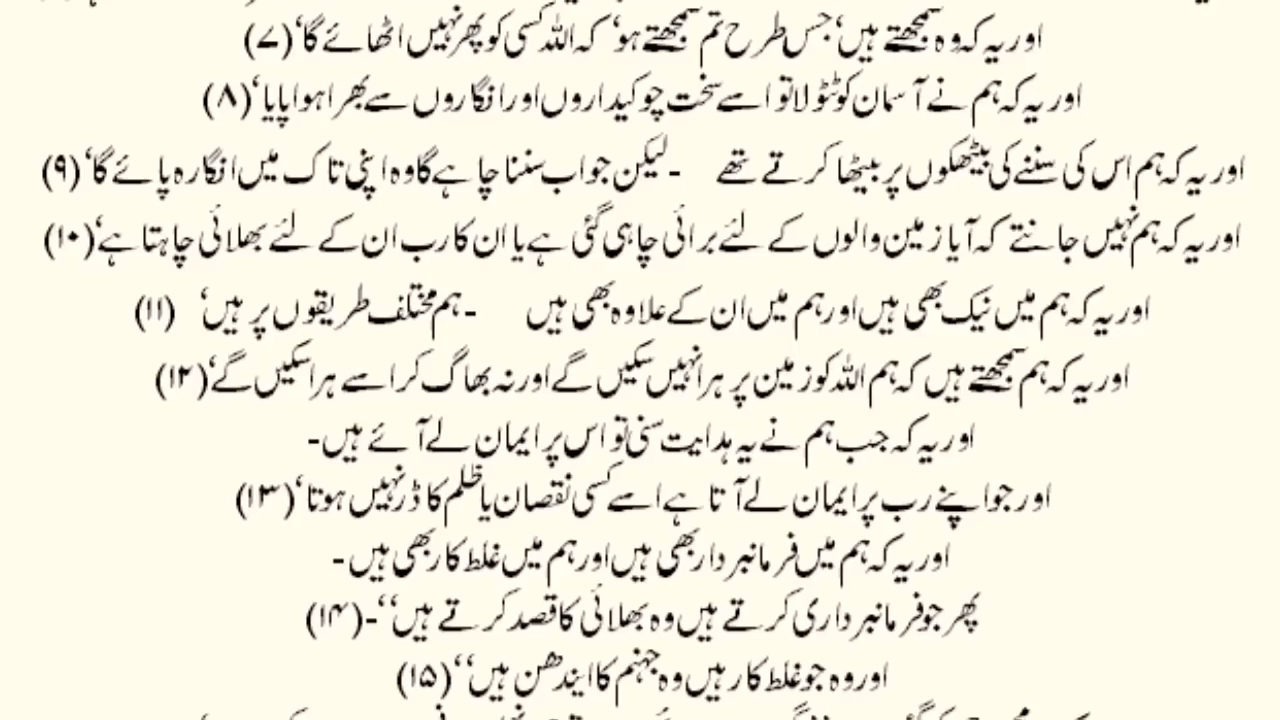 اور یہ کہ وہ سمجھتے ہیں، جس طرح تم سمجھتے ہو، کہ اللہ کسی کو پھر نہیں اٹھائے گا، (۷)
اور یہ کہ ہم نے آسمان کو ٹٹولا تو اسے سخت چوکیداروں اور انگاروں سے بھرا ہوا پایا، (۸)
اور یہ کہ ہم اس کی سننے کی بیٹھکوں پر بیٹھا کرتے تھے - لیکن جو اب سننا چاہے گا وہ اپنی تاک میں انگارہ پائے گا، (۹)
اور یہ کہ ہم نہیں جانتے کہ آیا زمین والوں کے لئے برائی چاہی گئی ہے یا ان کا رب ان کے لئے بھلائی چاہتا ہے، (۱۰)
اور یہ کہ ہم میں نیک بھی ہیں اور ہم میں ان کے علاوہ بھی ہیں - ہم مختلف طریقوں پر ہیں، (۱۱)
اور یہ کہ ہم سمجھتے ہیں کہ ہم اللہ کو زمین پر ہرا نہیں سکیں گے اور نہ بھاگ کر اسے ہرا سکیں گے، (۱۲)
اور یہ کہ جب ہم نے یہ ہدایت سنی تو اس پر ایمان لے آئے ہیں-
اور جو اپنے رب پر ایمان لے آتا ہے اسے کسی نقصان یا ظلم کا ڈر نہیں ہوتا، (۱۳)
اور یہ کہ ہم میں فرمانبردار بھی ہیں اور ہم میں غلط کار بھی ہیں-
پھر جو فرمانبرداری کرتے ہیں وہ بھلائی کا قصد کرتے ہیں‘‘- (۱۴)
اور وہ جو غلط کار ہیں وہ جہنم کا ایندھن ہیں‘‘ (۱۵)